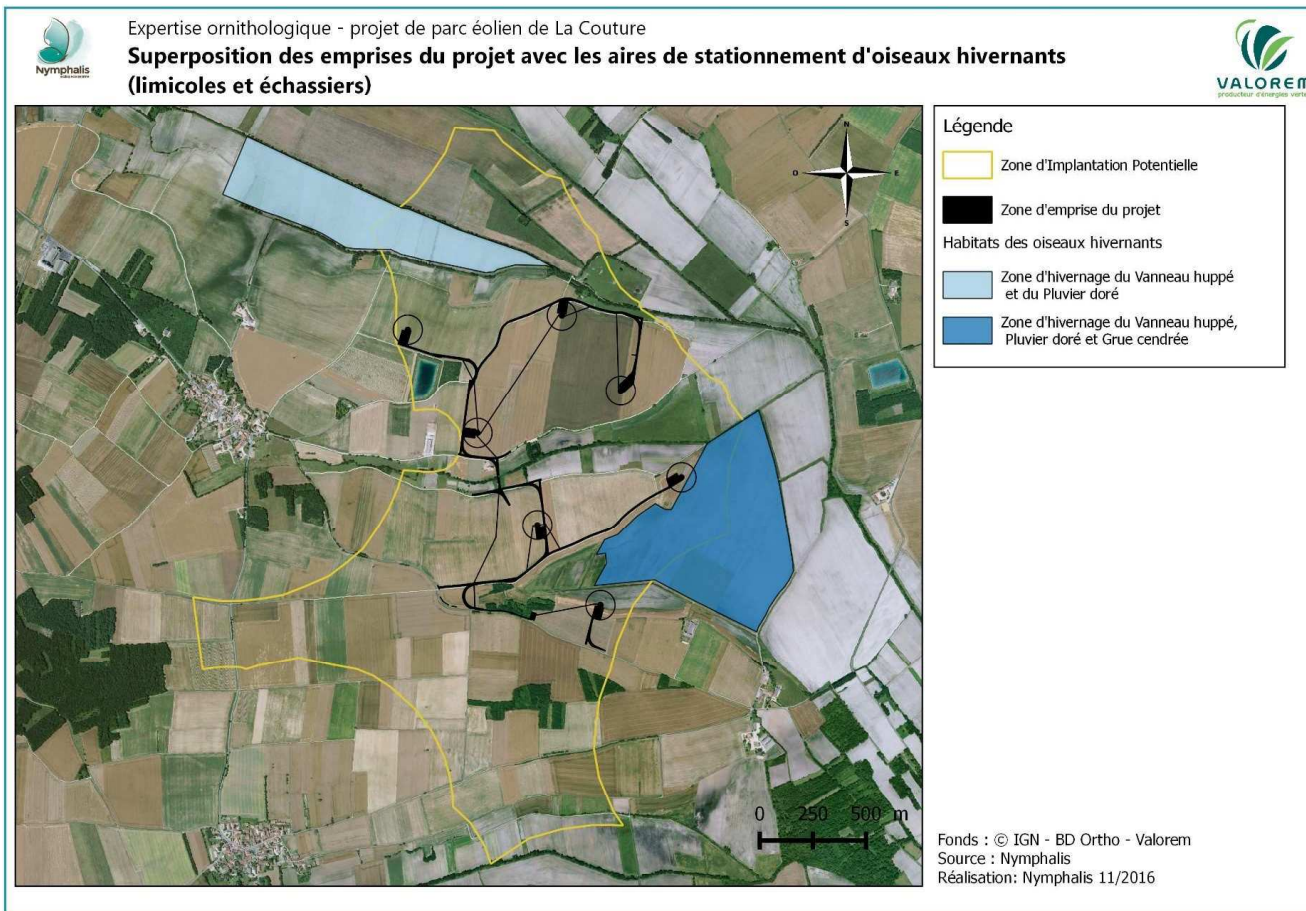 Expertise ornithologique - projet de parc éolien de La Couture
Superposition des emprises du projet avec les aires de stationnement d'oiseaux hivernants
(limicoles et échassiers)
Nymphalis
VALOREM
producteur d'énergies vertes
N
O
E
S
0 250 500 m
Légende
Zone d'Implantation Potentielle
Zone d'emprise du projet
Habitats des oiseaux hivernants
Zone d'hivernage du Vanneau huppé
et du Pluvier doré
Zone d'hivernage du Vanneau huppé,
Pluvier doré et Grue cendrée
Fonds : © IGN - BD Ortho - Valorem
Source : Nymphalis
Réalisation: Nymphalis 11/2016